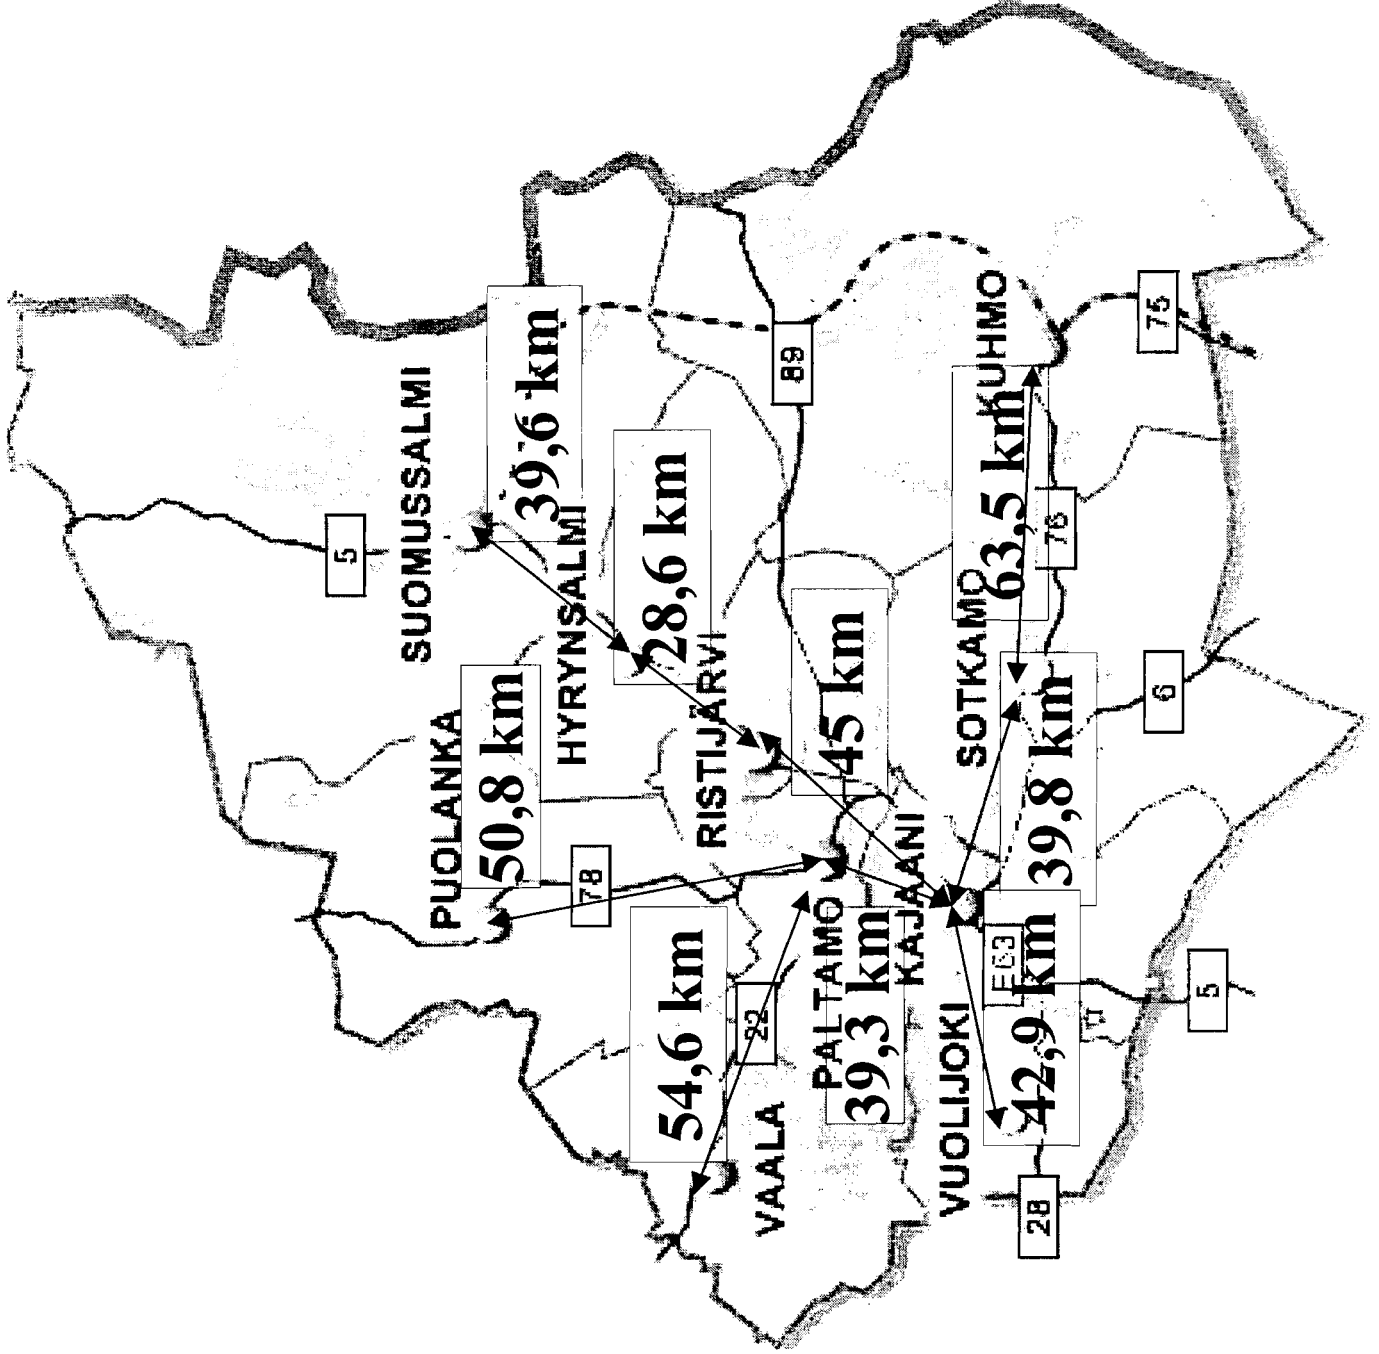 5
SUOMUSSALMI
39,6 km
PUOLANKA
50,8 km
HYRYNSALMI
28,6 km
78
RISTIJÄRVI
89
54,6 km
22
45 km
VAALA
PALTAMO
39,3 km
KAJAANI
KUHMO
63,5 km
76
75
SOTKAMO
39,8 km
6
VUOLIJOKI
E63
42,9 km
28
5